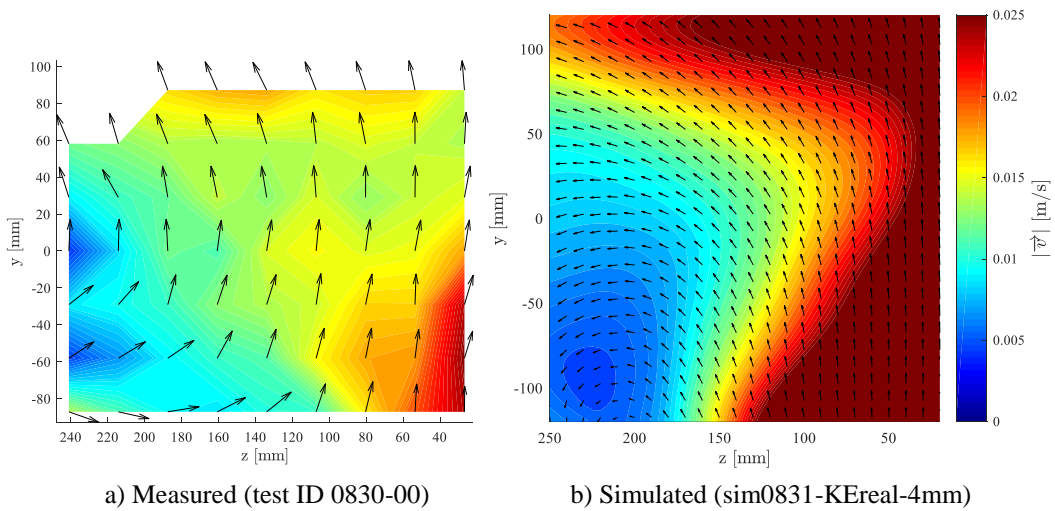 100
80
60
40
20
0
-20
-40
-60
-80
y [mm]
240 220 200 180 160 140 120 100 80 60 40
z [mm]
100
50
0
-50
-100
y [mm]
250 200 150 100 50
z [mm]
0.025
0.02
0.015
0.01
0.005
0
| v | [m/s]
a) Measured (test ID 0830-00)
b) Simulated (sim0831-KEreal-4mm)